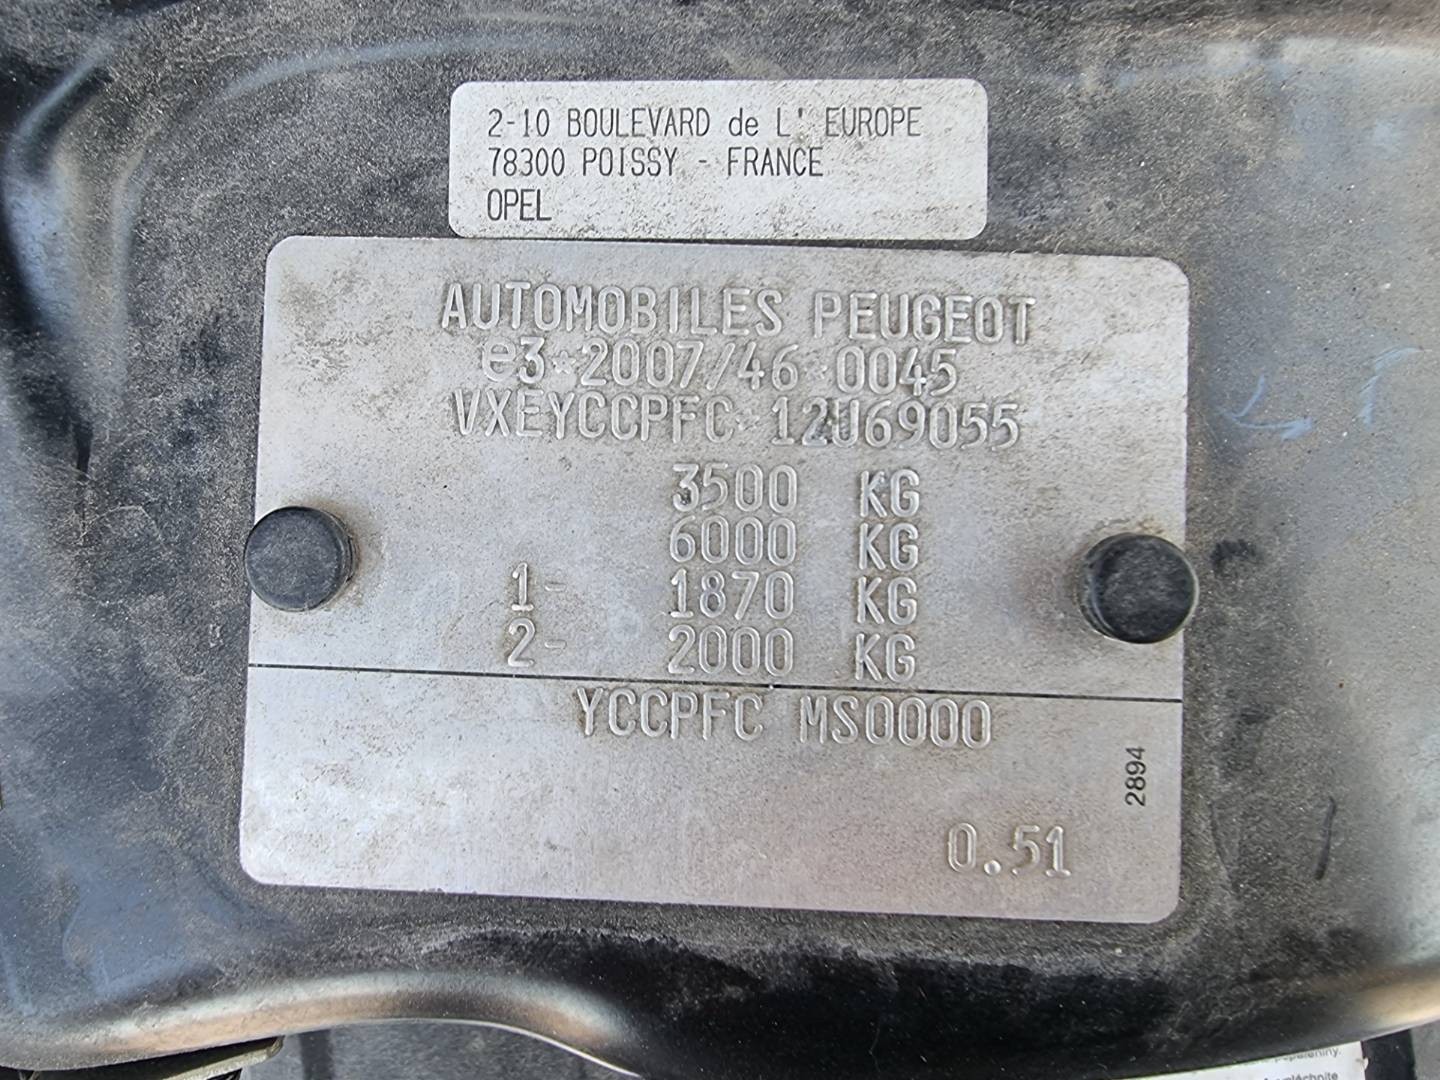 2-10 BOULEVARD de L' EUROPE
78300 POISSY - FRANCE
OPEL
AUTOMOBILES PEUGEOT
e3*2007/46*0045
VXEYCCPFC*12U69055
3500 KG
6000 KG
1- 1870 KG
2- 2000 KG
YCCPFC MS0000
2894
0.51